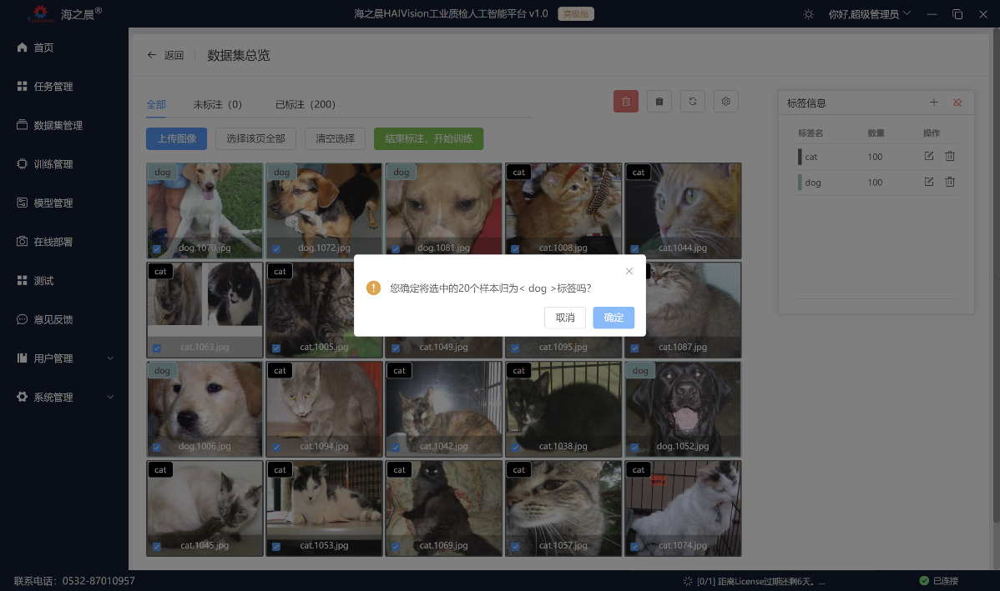 海之晨®
海之晨HAIVision工业质检人工智能平台 v1.0 高级版
你好,超级管理员
首页
任务管理
数据集管理
训练管理
模型管理
在线部署
测试
意见反馈
用户管理
系统管理
返回 数据集总览
全部 未标注（0） 已标注（200）
上传图像 选择该页全部 清空选择 结束标注，开始训练
dog dog dog cat cat
dog.1070.jpg dog.1072.jpg dog.1081.jpg cat.1008.jpg cat.1044.jpg
cat cat
cat.1063.jpg cat.1005.jpg cat.1049.jpg cat.1095.jpg cat.1087.jpg
dog cat cat cat dog
dog.1006.jpg cat.1094.jpg cat.1042.jpg cat.1038.jpg dog.1052.jpg
cat cat cat cat cat
cat.1045.jpg cat.1053.jpg cat.1069.jpg cat.1057.jpg cat.1074.jpg
您确定将选中的20个样本归为< dog >标签吗?
取消 确定
标签信息
标签名 数量 操作
cat 100
dog 100
联系电话：0532-87010957
[0/1] 距离License过期还剩6天。...
已连接